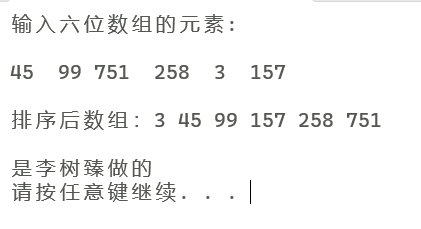 输入六位数组的元素：
45 99 751 258 3 157
排序后数组：3 45 99 157 258 751
是李树臻做的
请按任意键继续. . .